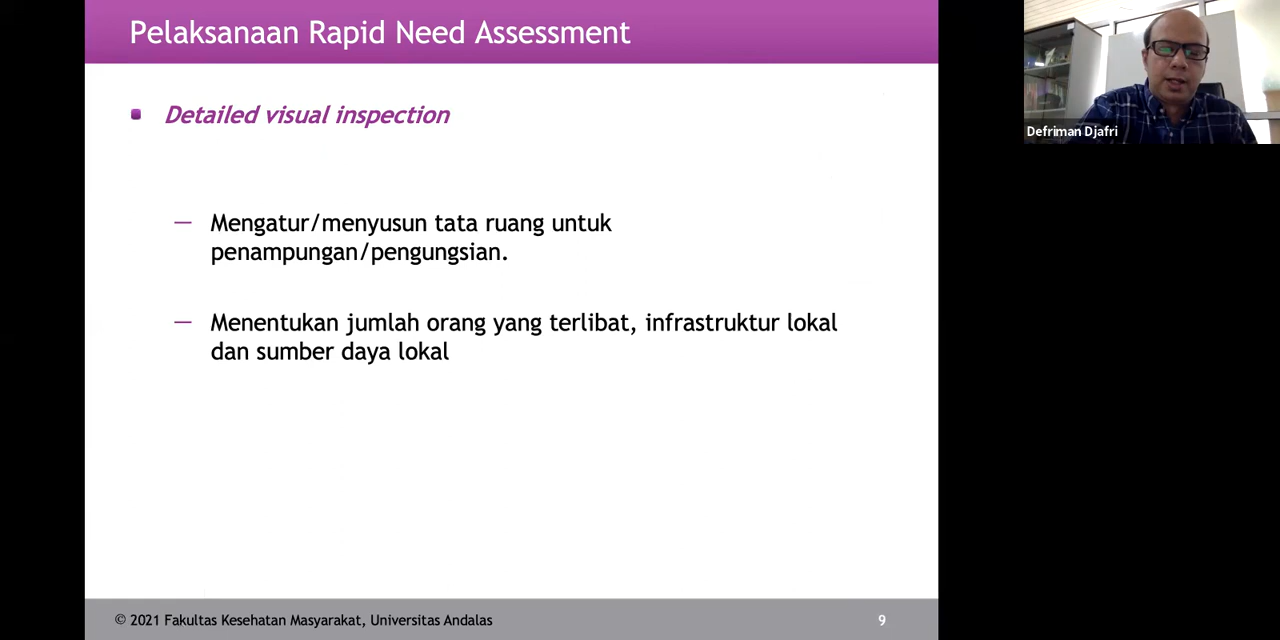 Pelaksanaan Rapid Need Assessment
Defriman Djafri
Detailed visual inspection
— Mengatur/menyusun tata ruang untuk
penampungan/pengungsian.
— Menentukan jumlah orang yang terlibat, infrastruktur lokal
dan sumber daya lokal
© 2021 Fakultas Kesehatan Masyarakat, Universitas Andalas
9